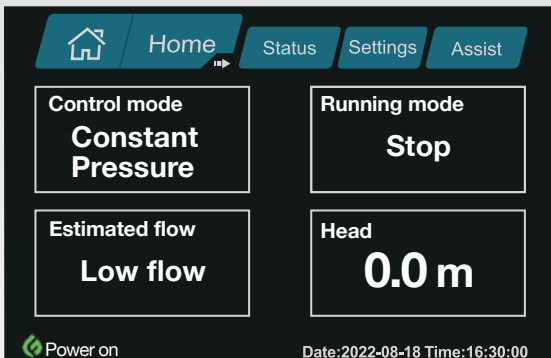 Home
Status
Settings
Assist
Control mode
Constant
Pressure
Running mode
Stop
Estimated flow
Low flow
Head
0.0 m
Power on
Date:2022-08-18 Time:16:30:00